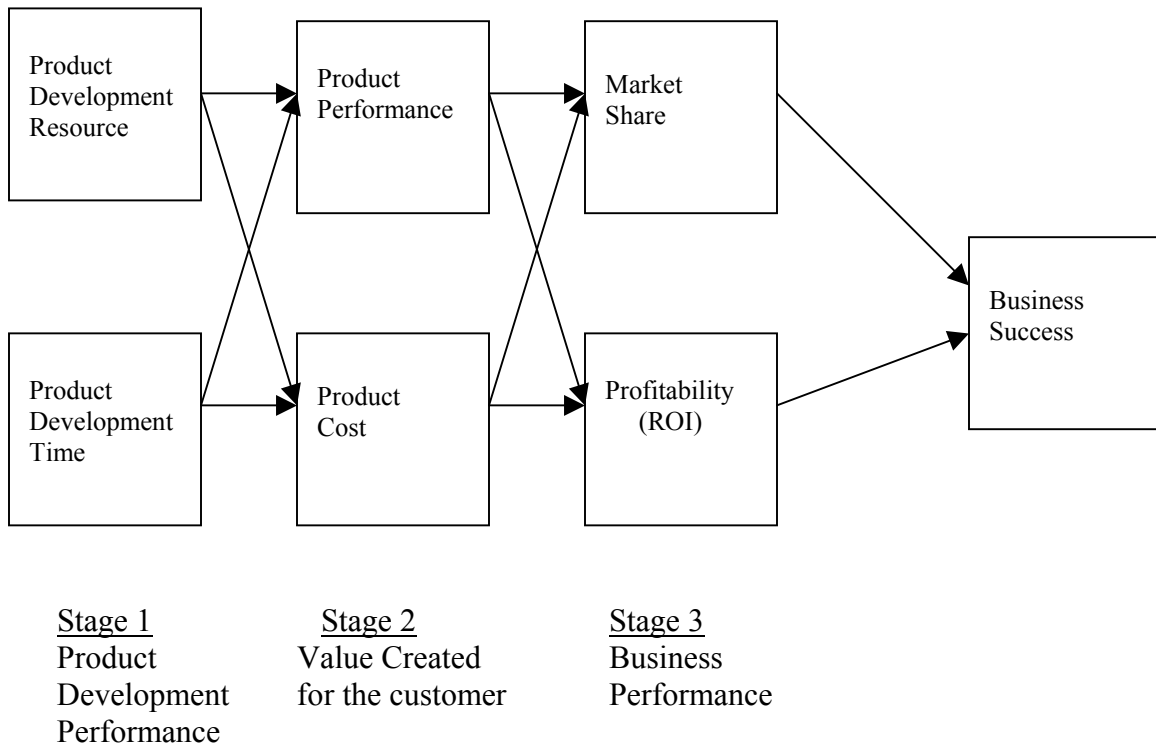 Product
Development
Resource
Product
Performance
Market
Share
Business
Success
Product
Development
Time
Product
Cost
Profitability
(ROI)
Stage 1
Product
Development
Performance
Stage 2
Value Created
for the customer
Stage 3
Business
Performance